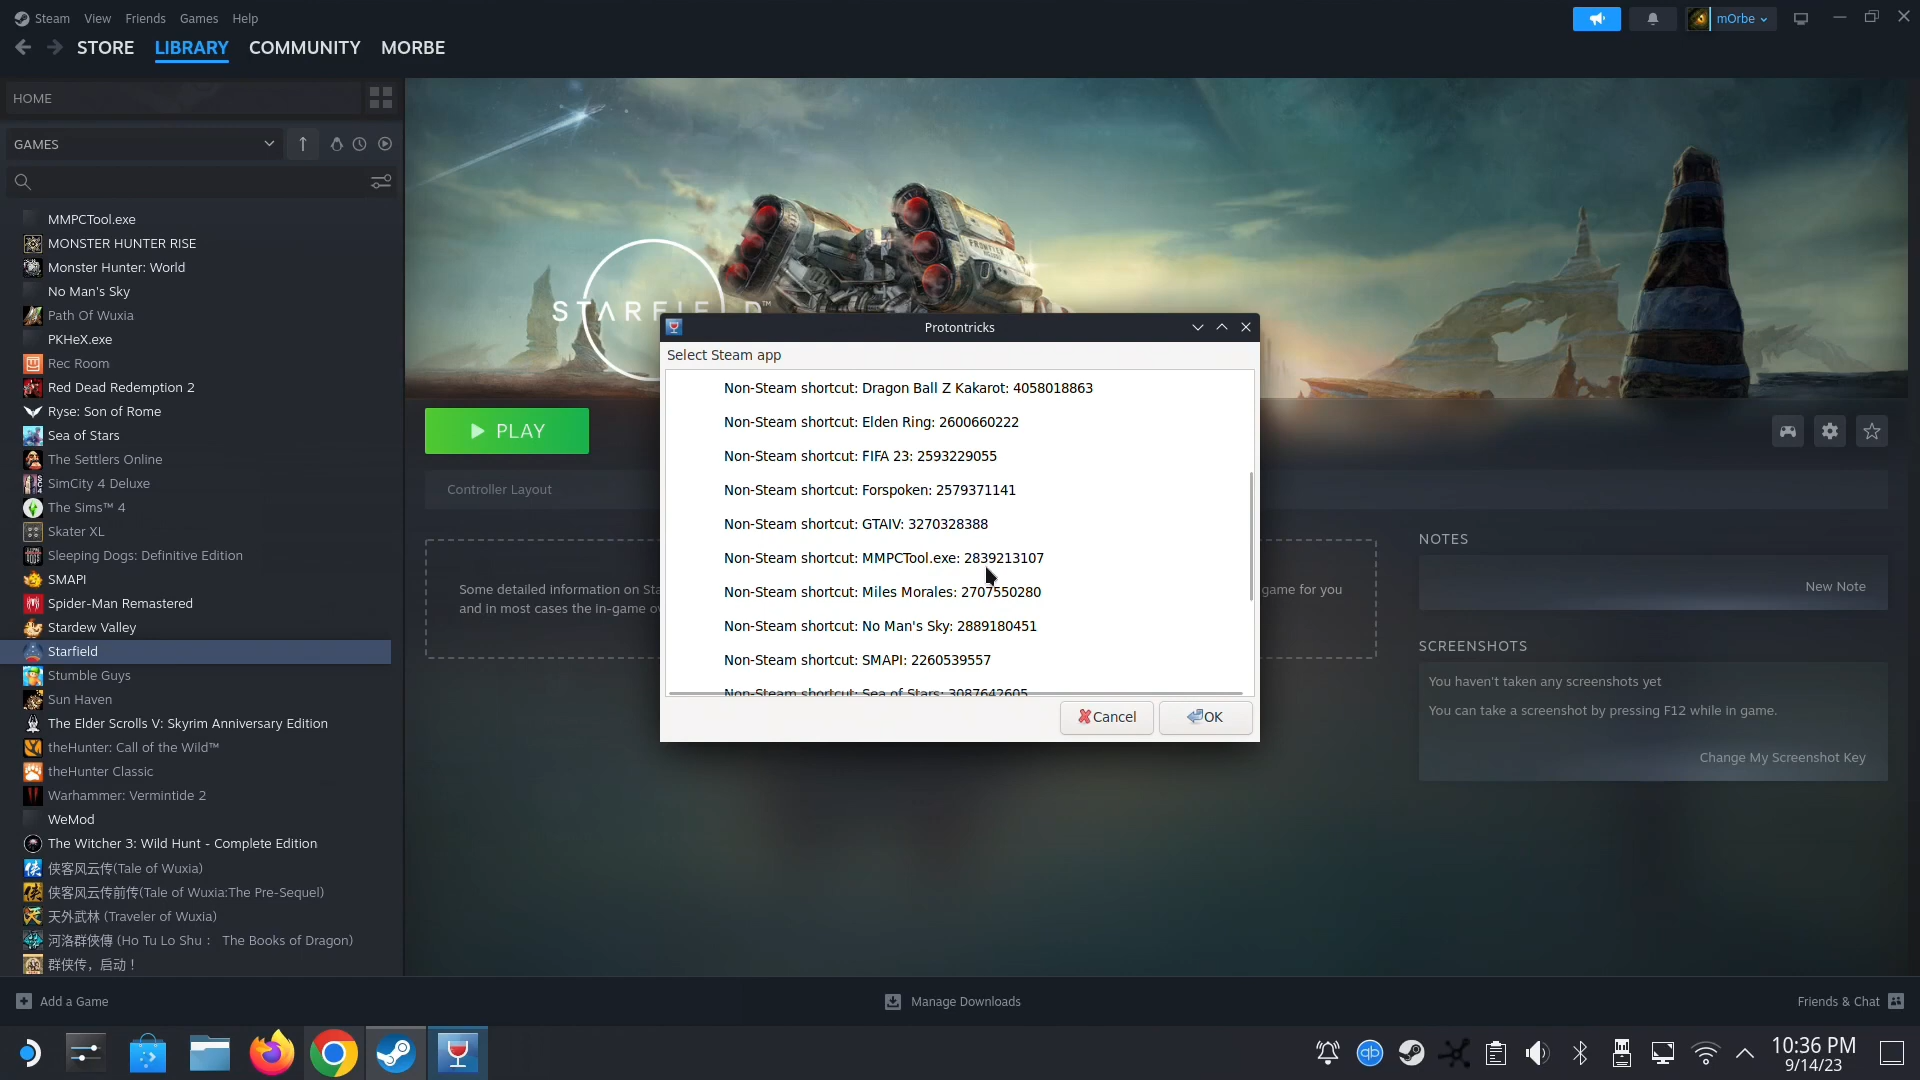 Steam View Friends Games Help
mOrbe
STORE LIBRARY COMMUNITY MORBE
HOME
GAMES
MMPCTool.exe
MONSTER HUNTER RISE
Monster Hunter: World
No Man's Sky
Path Of Wuxia
PKHeX.exe
Rec Room
Red Dead Redemption 2
Ryse: Son of Rome
Sea of Stars
The Settlers Online
SimCity 4 Deluxe
The Sims™ 4
Skater XL
Sleeping Dogs: Definitive Edition
SMAPI
Spider-Man Remastered
Stardew Valley
Starfield
Stumble Guys
Sun Haven
The Elder Scrolls V: Skyrim Anniversary Edition
theHunter: Call of the Wild™
theHunter Classic
Warhammer: Vermintide 2
WeMod
The Witcher 3: Wild Hunt - Complete Edition
侠客风云传(Tale of Wuxia)
侠客风云传前传(Tale of Wuxia:The Pre-Sequel)
天外武林 (Traveler of Wuxia)
河洛群俠傳 (Ho Tu Lo Shu： The Books of Dragon)
群侠传，启动！
FRONTIER
STARFIELD™
PLAY
Controller Layout
Some detailed information on Sta
and in most cases the in-game o
game for you
Protontricks
Select Steam app
Non-Steam shortcut: Dragon Ball Z Kakarot: 4058018863
Non-Steam shortcut: Elden Ring: 2600660222
Non-Steam shortcut: FIFA 23: 2593229055
Non-Steam shortcut: Forspoken: 2579371141
Non-Steam shortcut: GTAIV: 3270328388
Non-Steam shortcut: MMPCTool.exe: 2839213107
Non-Steam shortcut: Miles Morales: 2707550280
Non-Steam shortcut: No Man's Sky: 2889180451
Non-Steam shortcut: SMAPI: 2260539557
Non-Steam shortcut: Sea of Stars: 3087642605
Cancel OK
NOTES
New Note
SCREENSHOTS
You haven't taken any screenshots yet
You can take a screenshot by pressing F12 while in game.
Change My Screenshot Key
Add a Game
Manage Downloads
Friends & Chat
10:36 PM
9/14/23